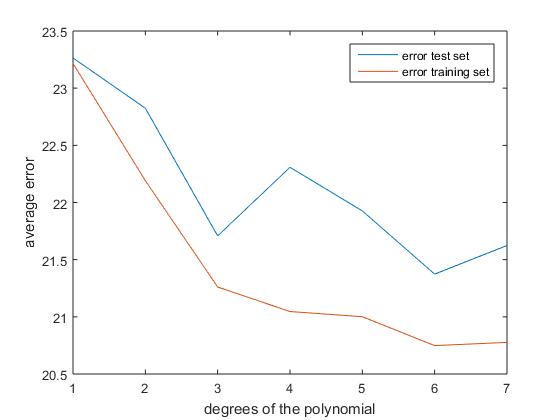 23.5
23
22.5
22
21.5
21
20.5
average error
error test set
error training set
1 2 3 4 5 6 7
degrees of the polynomial